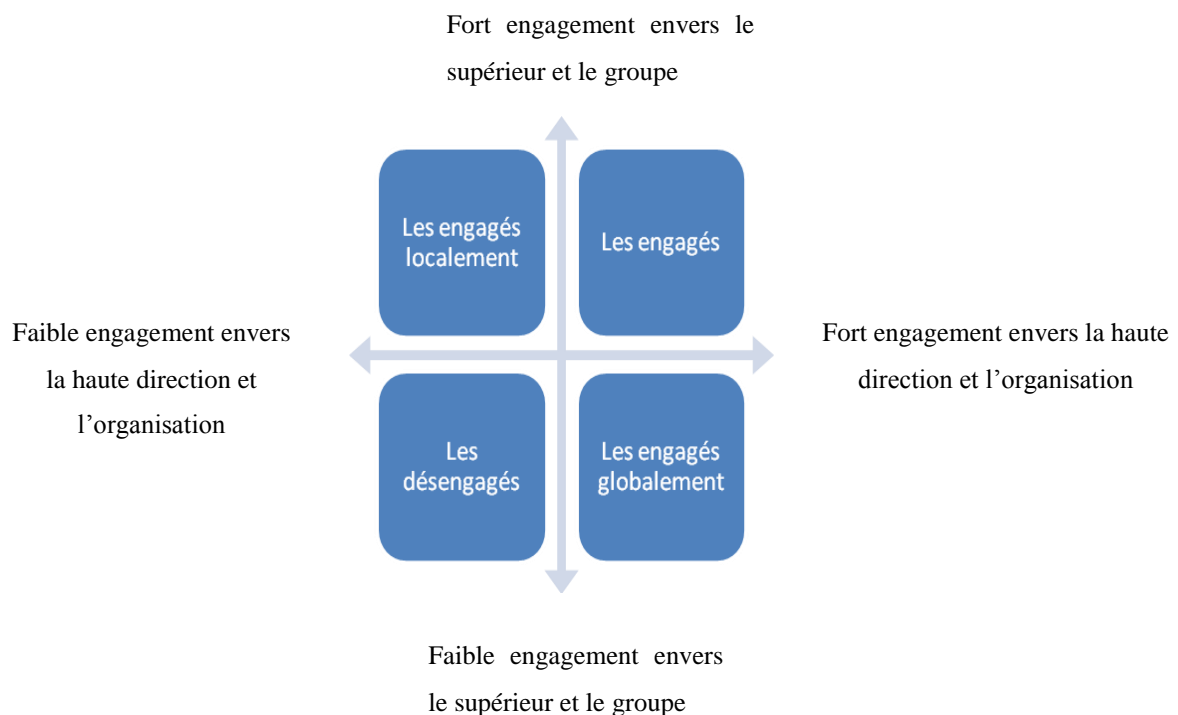 Fort engagement envers le
supérieur et le groupe
Les engagés
localement
Les engagés
Faible engagement envers
la haute direction et
l’organisation
Fort engagement envers la haute
direction et l’organisation
Les
désengagés
Les engagés
globalement
Faible engagement envers
le supérieur et le groupe